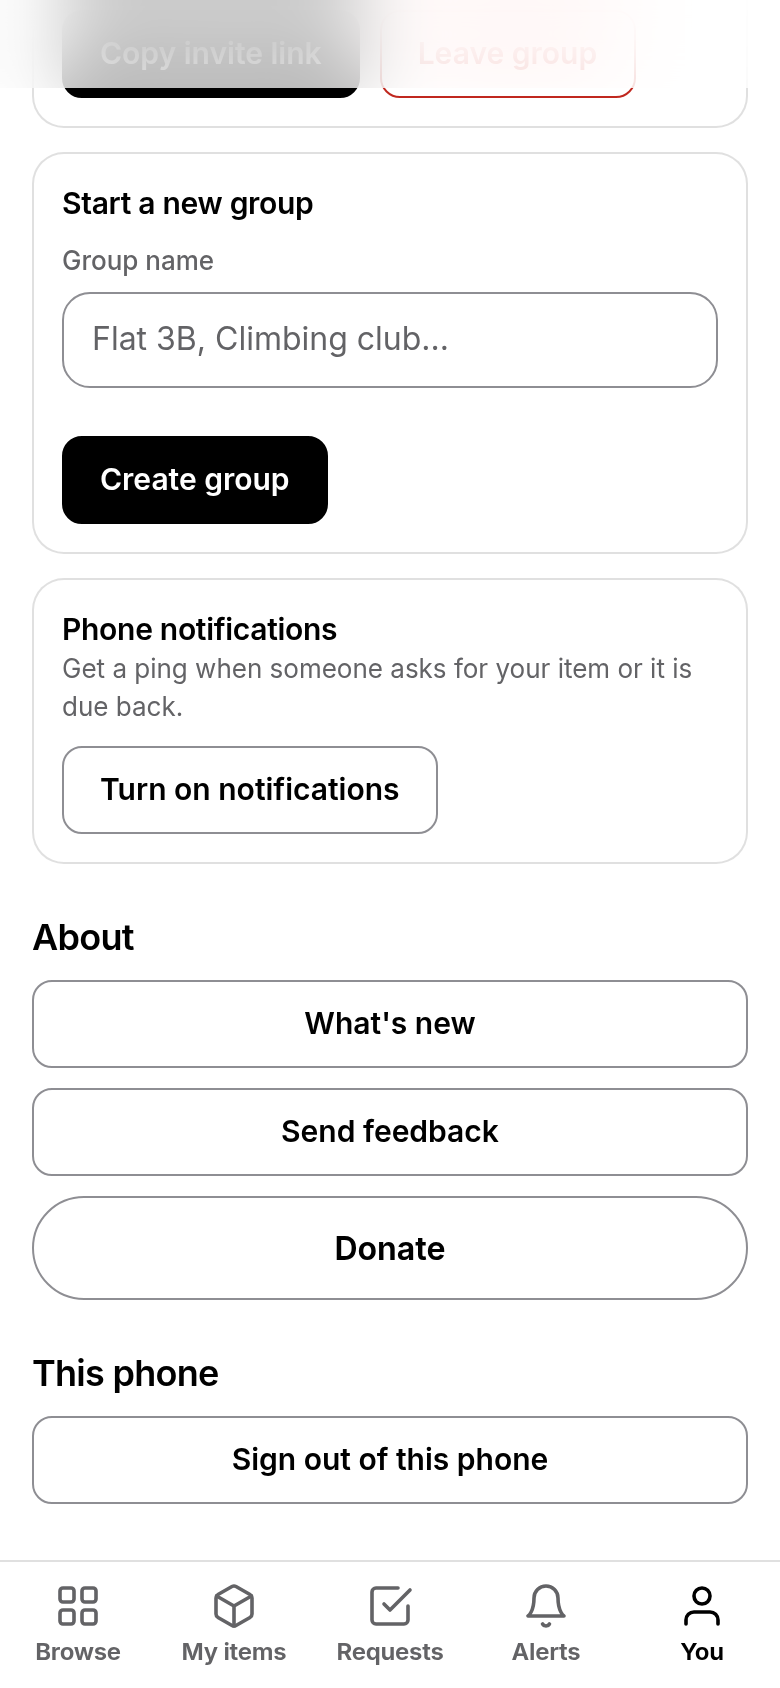 Copy invite link Leave group
Start a new group
Group name
Flat 3B, Climbing club...
Create group
Phone notifications
Get a ping when someone asks for your item or it is
due back.
Turn on notifications
About
What's new
Send feedback
Donate
This phone
Sign out of this phone
Browse My items Requests Alerts You